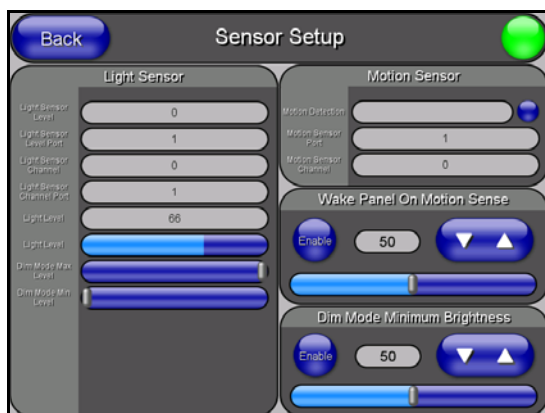 Back
Sensor Setup
Light Sensor
Light Sensor
Level
0
Light Sensor
Level Port
1
Light Sensor
Channel
0
Light Sensor
Channel Port
1
Light Level
66
Light Level
Dim Mode Max
Level
Dim Mode Min
Level
Motion Sensor
Motion Detection
Motion Sensor
Port
1
Motion Sensor
Channel
0
Wake Panel On Motion Sense
Enable
50
Dim Mode Minimum Brightness
Enable
50